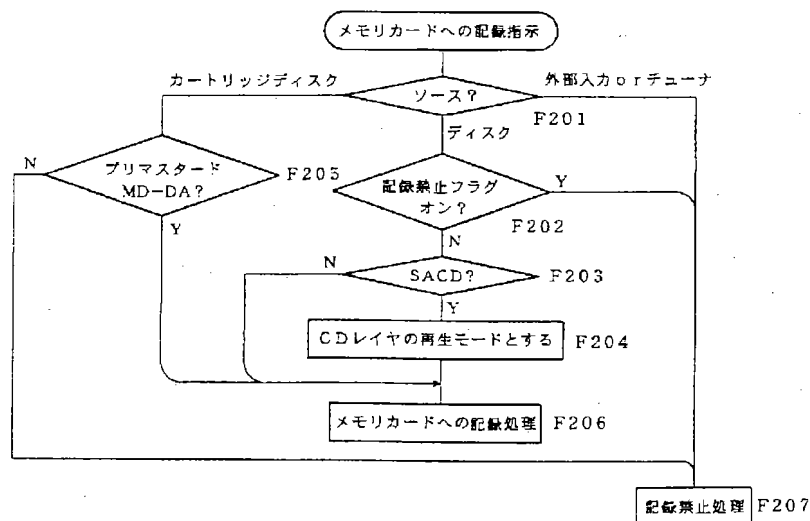 メモリカードへの記録指示
カートリッジディスク
外部入力orチューナ
ソース?
F201
ディスク
N
プリマスタード
MD-DA?
F205
Y
記録禁止フラグ
オン?
Y
F202
N
N
SACD?
F203
Y
CDレイヤの再生モードとする
F204
メモリカードへの記録処理
F206
記録禁止処理
F207